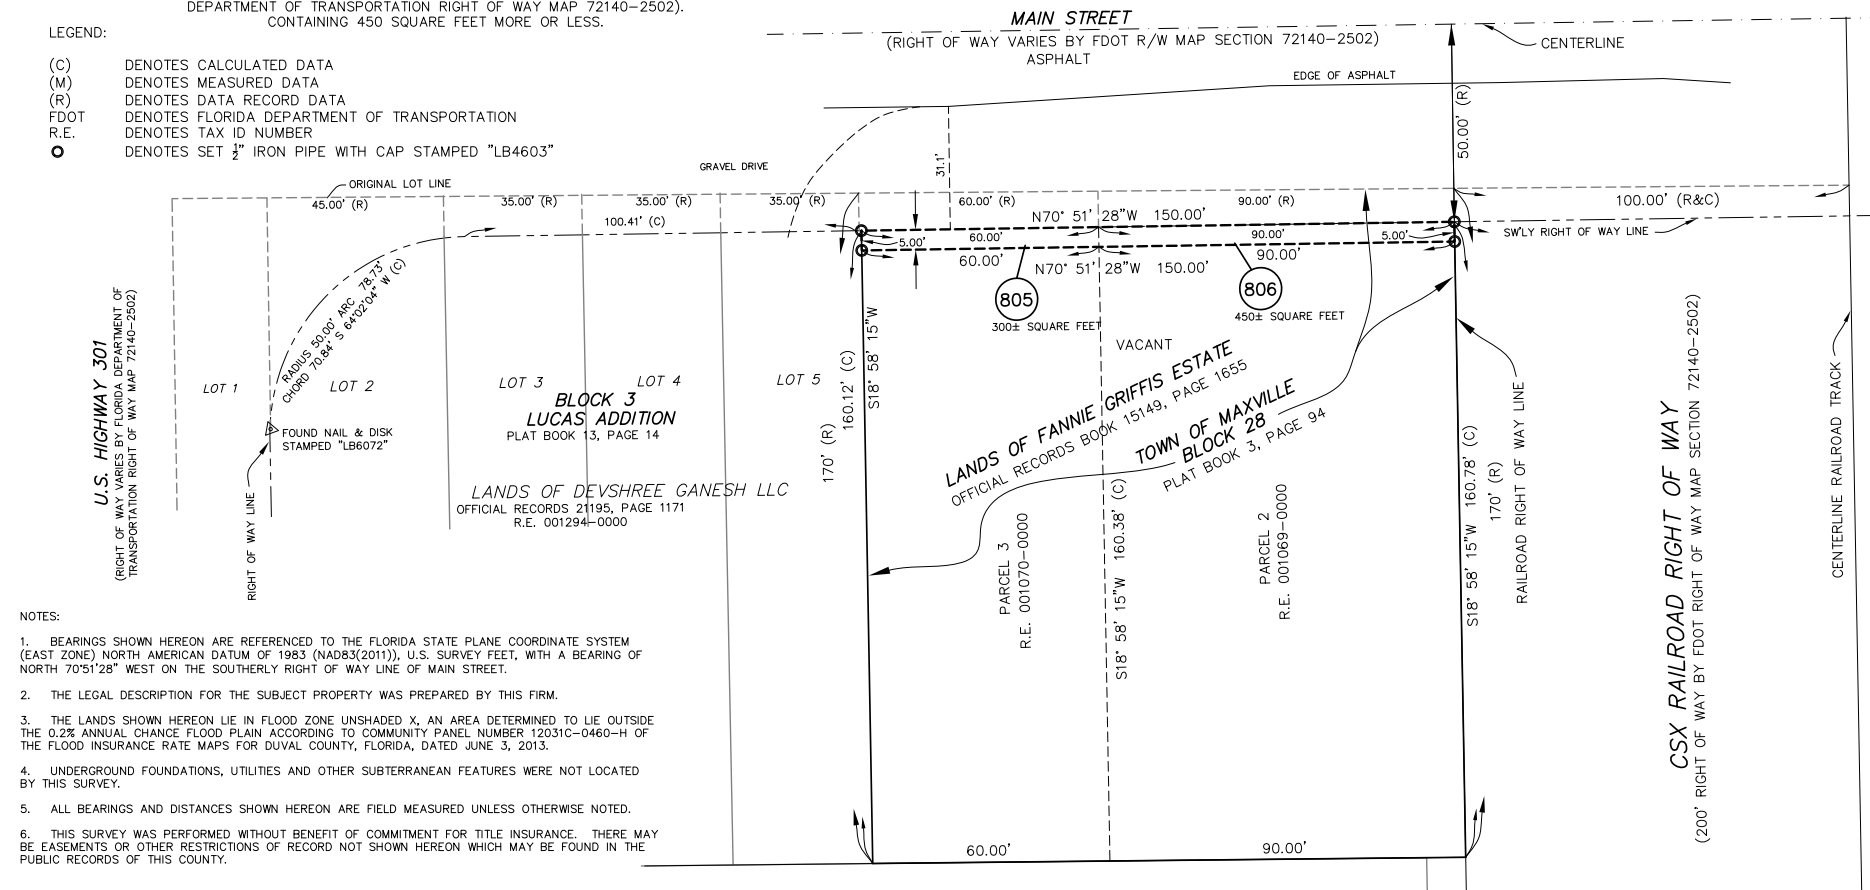 DEPARTMENT OF TRANSPORTATION RIGHT OF WAY MAP 72140-2502).
CONTAINING 450 SQUARE FEET MORE OR LESS.
LEGEND:
(C) DENOTES CALCULATED DATA
(M) DENOTES MEASURED DATA
(R) DENOTES DATA RECORD DATA
FDOT DENOTES FLORIDA DEPARTMENT OF TRANSPORTATION
R.E. DENOTES TAX ID NUMBER
DENOTES SET ½" IRON PIPE WITH CAP STAMPED "LB4603"
MAIN STREET
(RIGHT OF WAY VARIES BY FDOT R/W MAP SECTION 72140-2502)
ASPHALT
CENTERLINE
EDGE OF ASPHALT
50.00' (R)
31.1'
GRAVEL DRIVE
ORIGINAL LOT LINE
45.00' (R)
35.00' (R)
35.00' (R)
35.00' (R)
60.00' (R)
90.00' (R)
100.00' (R&C)
100.41' (C)
N70° 51' 28"W 150.00'
5.00'
60.00'
90.00'
5.00'
SW'LY RIGHT OF WAY LINE
60.00'
N70° 51' 28"W 150.00'
90.00'
805
300± SQUARE FEET
806
450± SQUARE FEET
VACANT
RADIUS 50.00' ARC 78.73'
CHORD 70.84' S 64°02'04" W (C)
U.S. HIGHWAY 301
(RIGHT OF WAY VARIES BY FLORIDA DEPARTMENT OF
TRANSPORTATION RIGHT OF WAY MAP 72140-2502)
LOT 1
LOT 2
LOT 3
LOT 4
LOT 5
BLOCK 3
LUCAS ADDITION
PLAT BOOK 13, PAGE 14
FOUND NAIL & DISK
STAMPED "LB6072"
RIGHT OF WAY LINE
LANDS OF DEVSHREE GANESH LLC
OFFICIAL RECORDS 21195, PAGE 1171
R.E. 001294-0000
170' (R)
160.12' (C)
S18° 58' 15"W
LANDS OF FANNIE GRIFFIS ESTATE
OFFICIAL RECORDS BOOK 15149, PAGE 1655
TOWN OF MAXVILLE
BLOCK 28
PLAT BOOK 3, PAGE 94
PARCEL 3
R.E. 001070-0000
S18° 58' 15"W 160.38' (C)
PARCEL 2
R.E. 001069-0000
S18° 58' 15"W 160.78' (C)
170' (R)
RAILROAD RIGHT OF WAY LINE
CSX RAILROAD RIGHT OF WAY
(200' RIGHT OF WAY BY FDOT RIGHT OF WAY MAP SECTION 72140-2502)
CENTERLINE RAILROAD TRACK
60.00'
90.00'
NOTES:
1. BEARINGS SHOWN HEREON ARE REFERENCED TO THE FLORIDA STATE PLANE COORDINATE SYSTEM
(EAST ZONE) NORTH AMERICAN DATUM OF 1983 (NAD83(2011)), U.S. SURVEY FEET, WITH A BEARING OF
NORTH 70°51'28" WEST ON THE SOUTHERLY RIGHT OF WAY LINE OF MAIN STREET.
2. THE LEGAL DESCRIPTION FOR THE SUBJECT PROPERTY WAS PREPARED BY THIS FIRM.
3. THE LANDS SHOWN HEREON LIE IN FLOOD ZONE UNSHADED X, AN AREA DETERMINED TO LIE OUTSIDE
THE 0.2% ANNUAL CHANCE FLOOD PLAIN ACCORDING TO COMMUNITY PANEL NUMBER 12031C-0460-H OF
THE FLOOD INSURANCE RATE MAPS FOR DUVAL COUNTY, FLORIDA, DATED JUNE 3, 2013.
4. UNDERGROUND FOUNDATIONS, UTILITIES AND OTHER SUBTERRANEAN FEATURES WERE NOT LOCATED
BY THIS SURVEY.
5. ALL BEARINGS AND DISTANCES SHOWN HEREON ARE FIELD MEASURED UNLESS OTHERWISE NOTED.
6. THIS SURVEY WAS PERFORMED WITHOUT BENEFIT OF COMMITMENT FOR TITLE INSURANCE. THERE MAY
BE EASEMENTS OR OTHER RESTRICTIONS OF RECORD NOT SHOWN HEREON WHICH MAY BE FOUND IN THE
PUBLIC RECORDS OF THIS COUNTY.